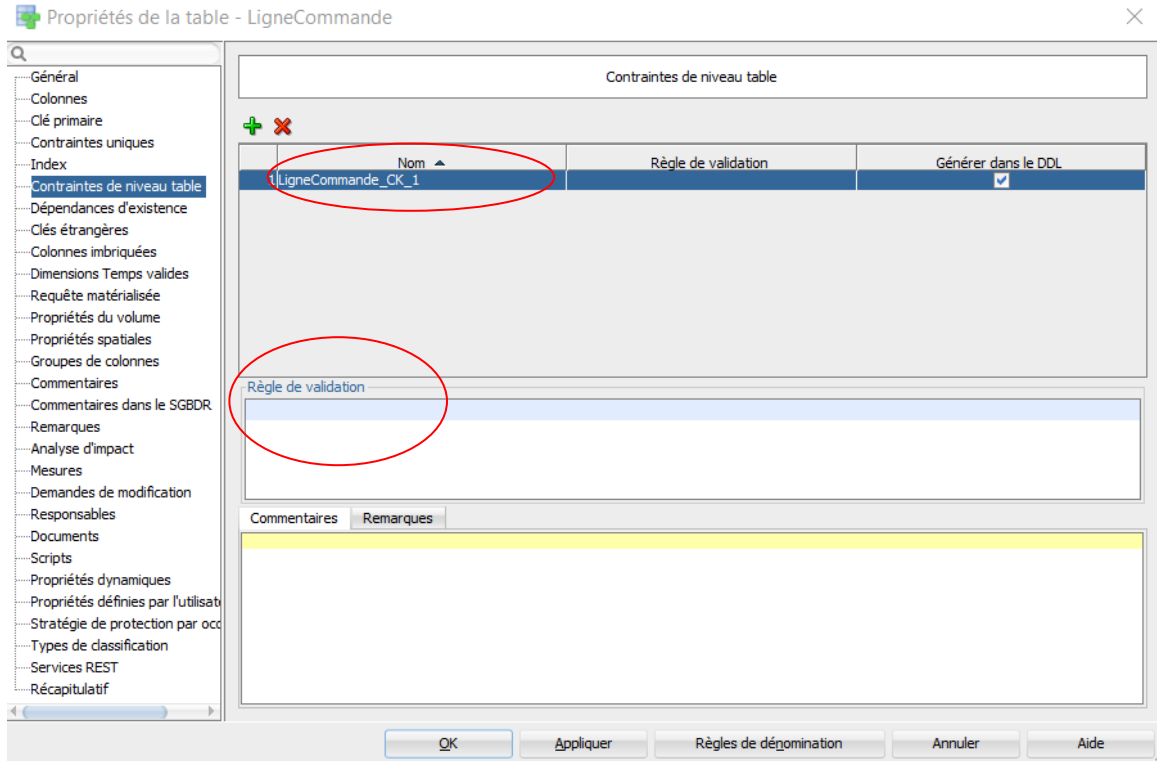 Propriétés de la table - LigneCommande
Général
Colonnes
Clé primaire
Contraintes uniques
Index
Contraintes de niveau table
Dépendances d'existence
Clés étrangères
Colonnes imbriquées
Dimensions Temps valides
Requête matérialisée
Propriétés du volume
Propriétés spatiales
Groupes de colonnes
Commentaires
Commentaires dans le SGBDR
Remarques
Analyse d'impact
Mesures
Demandes de modification
Responsables
Documents
Scripts
Propriétés dynamiques
Propriétés définies par l'utilisat
Stratégie de protection par occ
Types de classification
Services REST
Récapitulatif
Contraintes de niveau table
Nom Règle de validation Générer dans le DDL
1 LigneCommande_CK_1
Règle de validation
Commentaires Remarques
OK Appliquer Règles de dénomination Annuler Aide